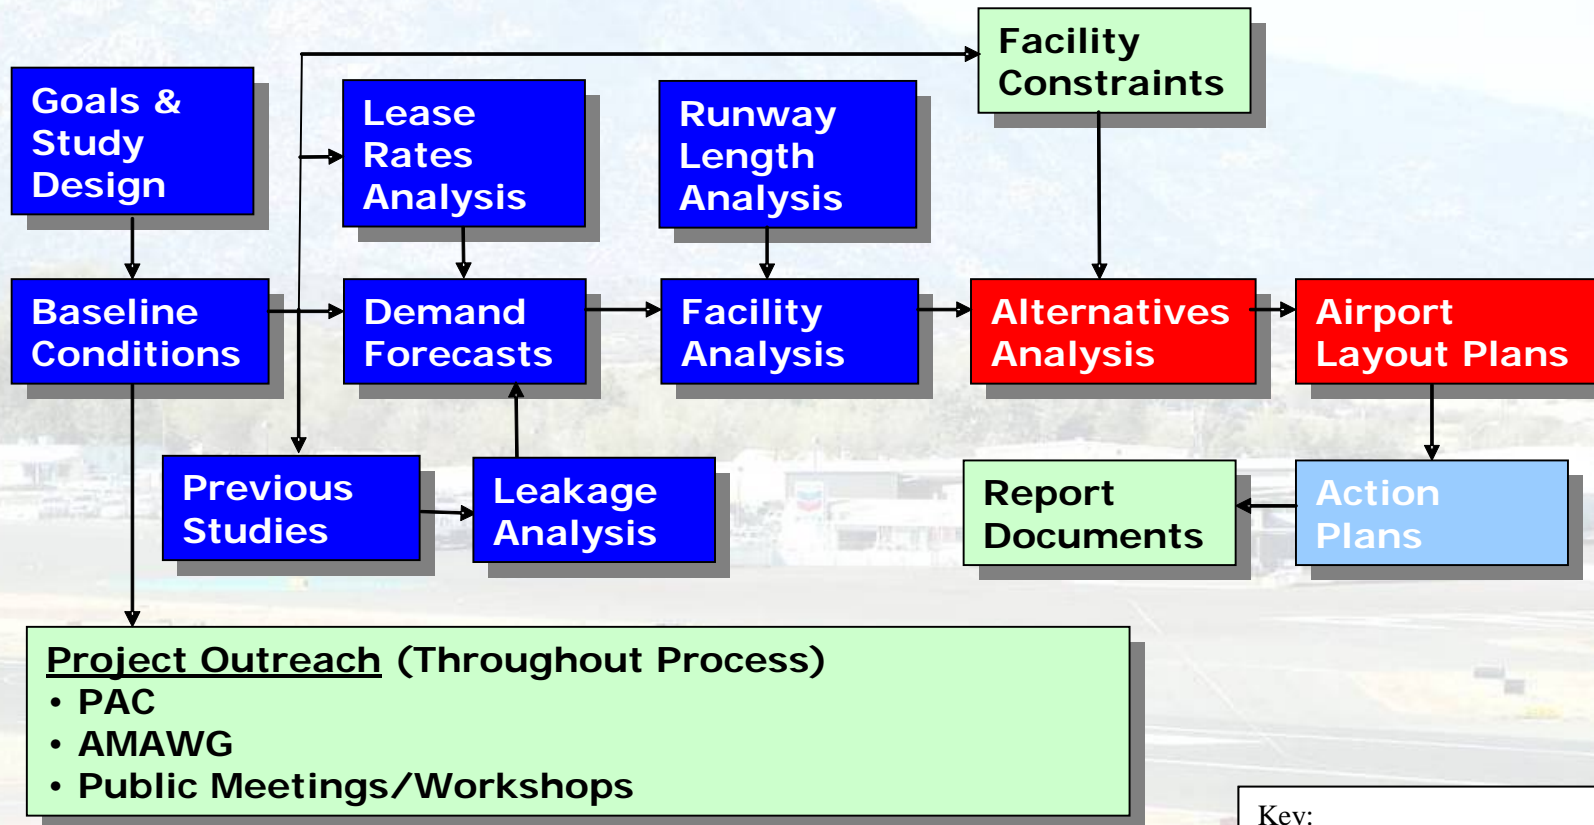 Facility
Constraints
Goals &
Study
Design
Lease
Rates
Analysis
Runway
Length
Analysis
Baseline
Conditions
Demand
Forecasts
Facility
Analysis
Alternatives
Analysis
Airport
Layout Plans
Previous
Studies
Leakage
Analysis
Report
Documents
Action
Plans
Project Outreach (Throughout Process)
• PAC
• AMAWG
• Public Meetings/Workshops
Key: